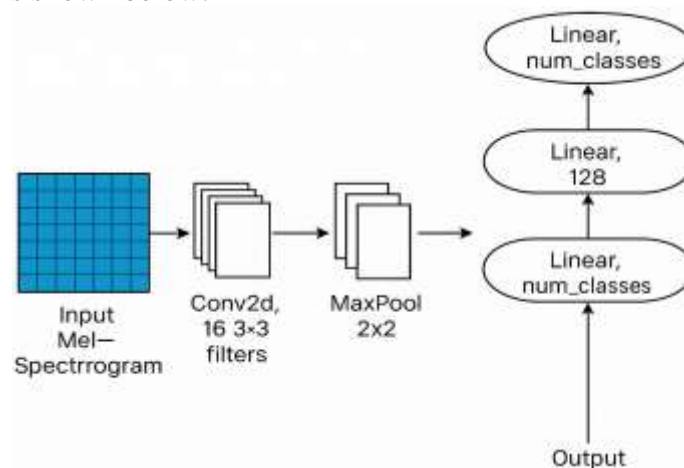 Linear,
num_classes
Linear,
128
Linear,
num_classes
Input
Mel—
Spectrrogram
Conv2d,
16 3×3
filters
MaxPool
2x2
Output